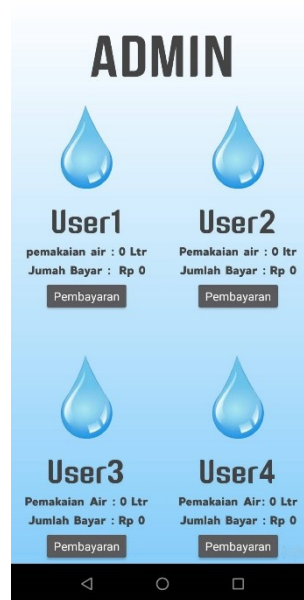 ADMIN
User1
pemakaian air : 0 Ltr
Jumah Bayar : Rp 0
Pembayaran
User2
Pemakaian air : 0 ltr
Jumlah Bayar : Rp 0
Pembayaran
User3
Pemakaian Air : 0 Ltr
Jumlah Bayar : Rp 0
Pembayaran
User4
Pemakaian Air: 0 Ltr
Jumlah Bayar : Rp 0
Pembayaran